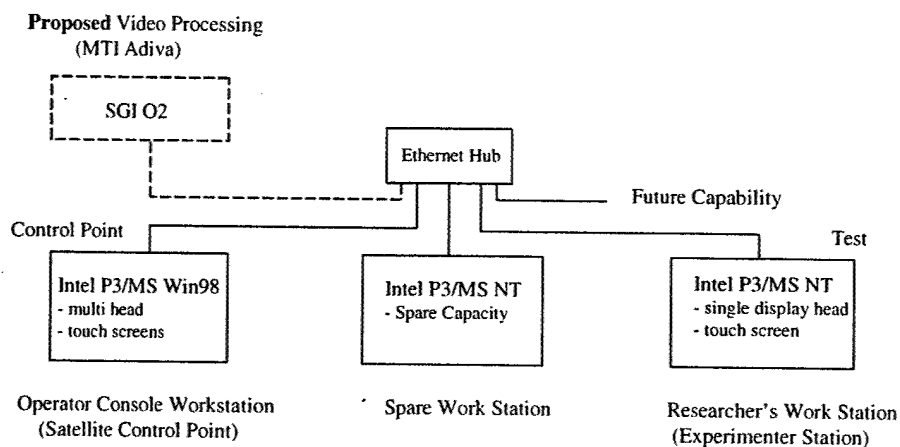 Proposed Video Processing
(MTI Adiva)
SGI O2
Ethernet Hub
Future Capability
Control Point
Test
Intel P3/MS Win98
- multi head
- touch screens
Intel P3/MS NT
- Spare Capacity
Intel P3/MS NT
- single display head
- touch screen
Operator Console Workstation
(Satellite Control Point)
Spare Work Station
Researcher's Work Station
(Experimenter Station)